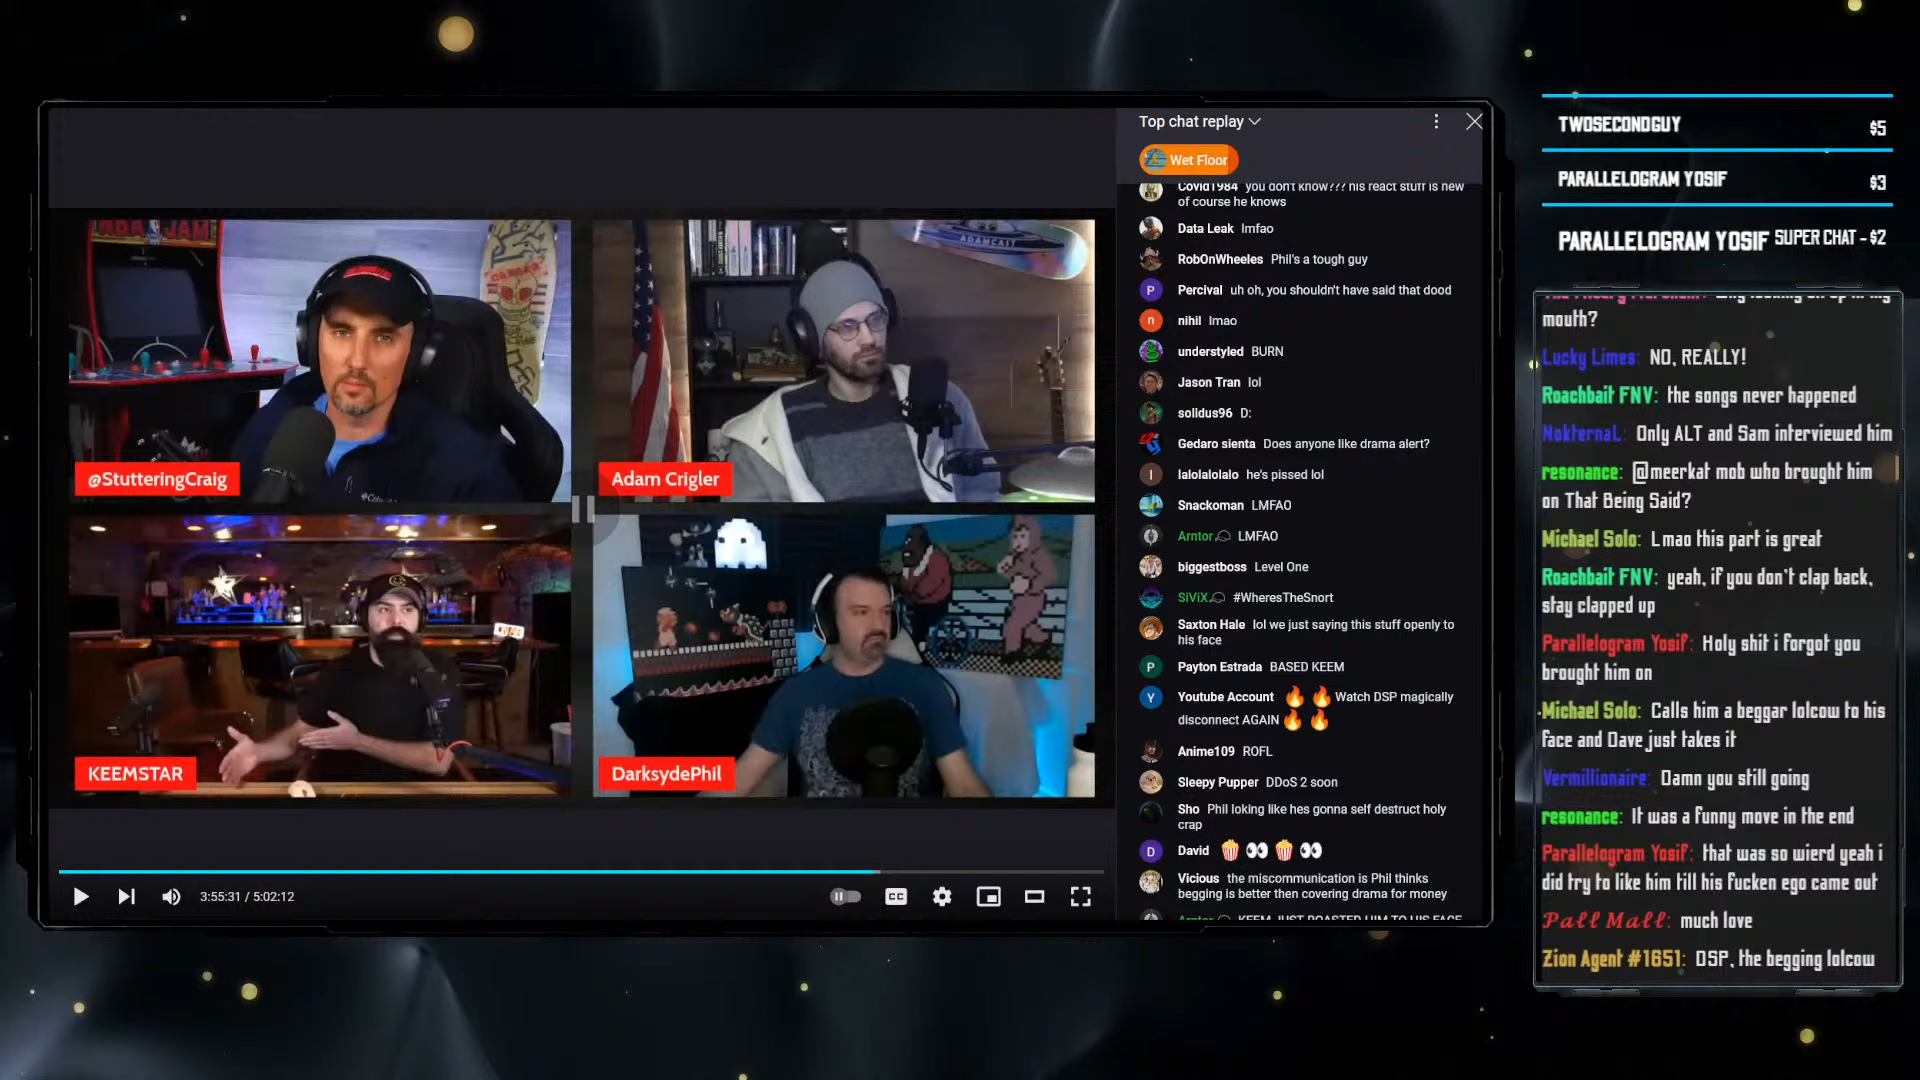 NBA JAM
ADAMCAST
@StutteringCraig
Adam Crigler
KEEMSTAR
DarksydePhil
3:55:31 / 5:02:12
CC
Top chat replay
Wet Floor
Covid1984 you don't know??? his react stuff is new
of course he knows
Data Leak lmfao
RobOnWheeles Phil's a tough guy
P
Percival uh oh, you shouldn't have said that dood
n
nihil lmao
understyled BURN
Jason Tran lol
solidus96 D:
Gedaro sienta Does anyone like drama alert?
l
lalolalolalo he's pissed lol
Snackoman LMFAO
Arntor LMFAO
biggestboss Level One
SiViX #WheresTheSnort
Saxton Hale lol we just saying this stuff openly to
his face
P
Payton Estrada BASED KEEM
Y
Youtube Account 🔥 🔥 Watch DSP magically
disconnect AGAIN 🔥 🔥
Anime109 ROFL
Sleepy Pupper DDoS 2 soon
Sho Phil loking like hes gonna self destruct holy
crap
D
David 🍿 👀 🍿 👀
Vicious the miscommunication is Phil thinks
begging is better then covering drama for money
Arntor KEEM JUST ROASTED HIM TO HIS FACE
TWOSECONDGUY $5
PARALLELOGRAM YOSIF $3
PARALLELOGRAM YOSIF SUPER CHAT - $2
mouth?
Lucky Limes: NO, REALLY!
Roachbait FNV: the songs never happened
NokternaL: Only ALT and Sam interviewed him
resonance: @meerkat mob who brought him
on That Being Said?
Michael Solo: Lmao this part is great
Roachbait FNV: yeah, if you don't clap back,
stay clapped up
Parallelogram Yosif: Holy shit i forgot you
brought him on
Michael Solo: Calls him a beggar lolcow to his
face and Dave just takes it
Vermillionaire: Damn you still going
resonance: It was a funny move in the end
Parallelogram Yosif: that was so wierd yeah i
did try to like him till his fucken ego came out
Pall Mall: much love
Zion Agent #1651: DSP, the begging lolcow